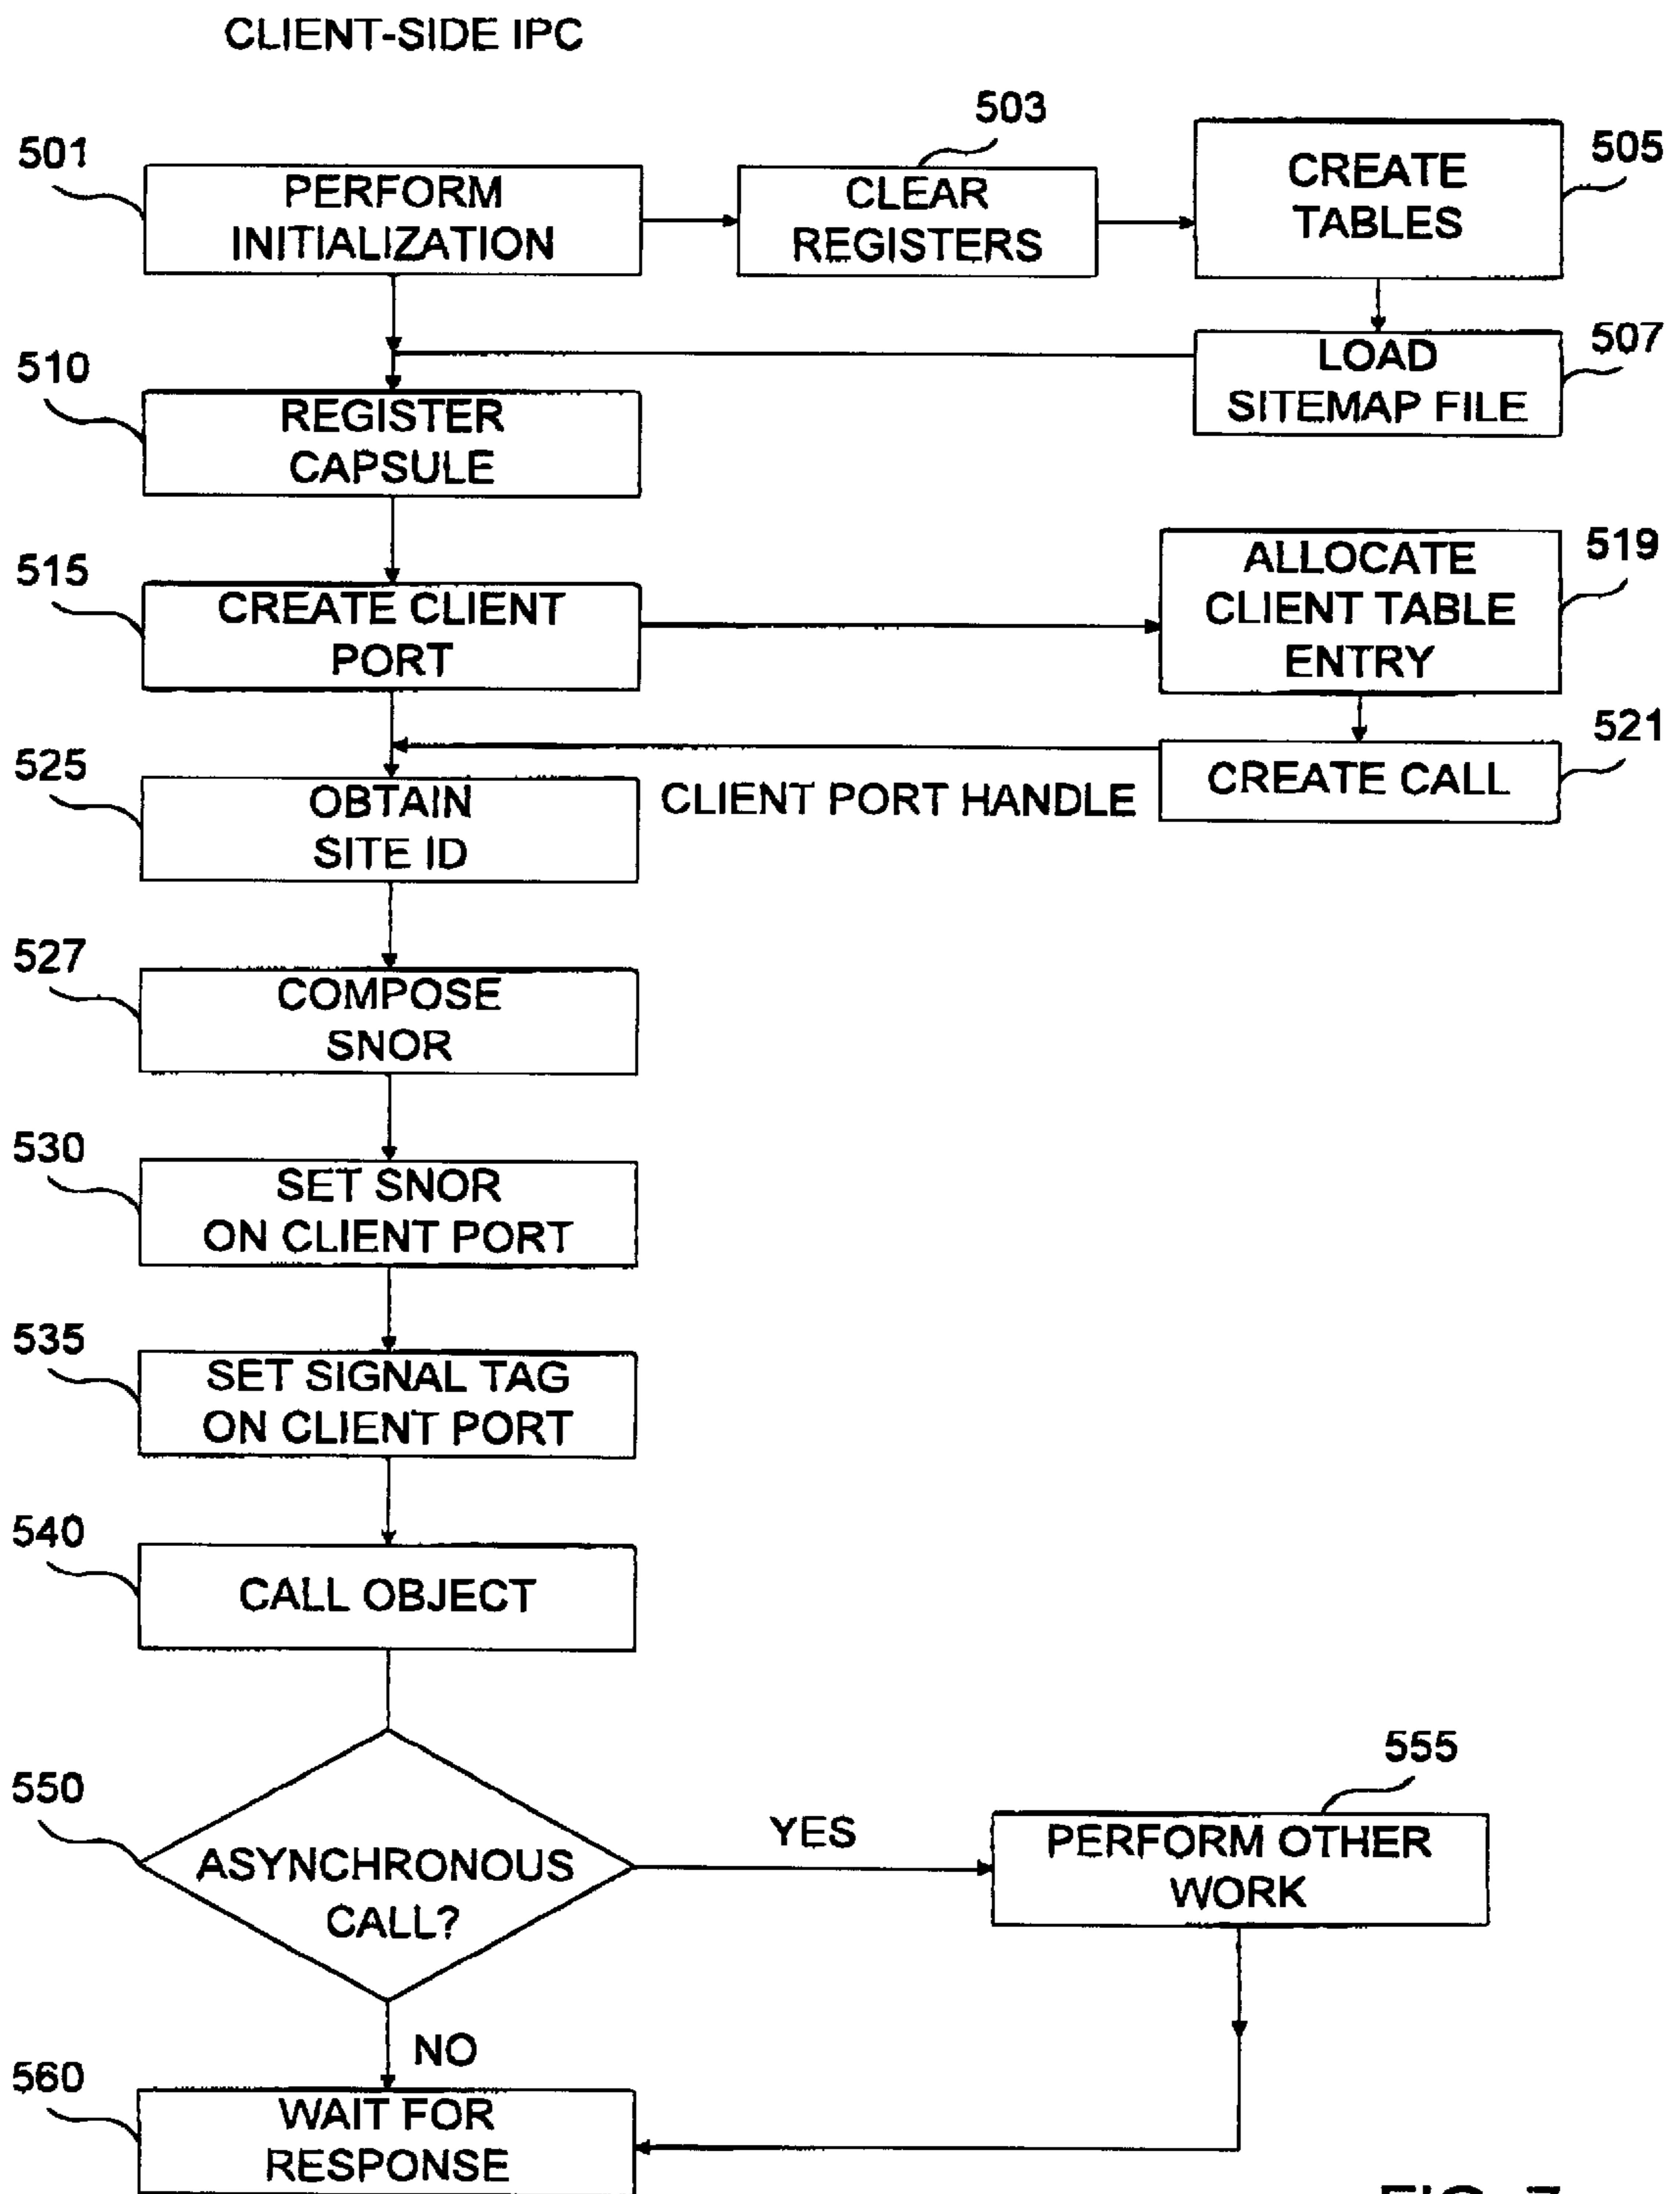 CLIENT-SIDE IPC
503
501
505
PERFORM
INITIALIZATION
CLEAR
REGISTERS
CREATE
TABLES
507
510
LOAD
SITEMAP FILE
REGISTER
CAPSULE
515
519
CREATE CLIENT
PORT
ALLOCATE
CLIENT TABLE
ENTRY
521
525
CREATE CALL
CLIENT PORT HANDLE
OBTAIN
SITE ID
527
COMPOSE
SNOR
530
SET SNOR
ON CLIENT PORT
535
SET SIGNAL TAG
ON CLIENT PORT
540
CALL OBJECT
555
550
YES
PERFORM OTHER
WORK
ASYNCHRONOUS
CALL?
NO
560
WAIT FOR
RESPONSE